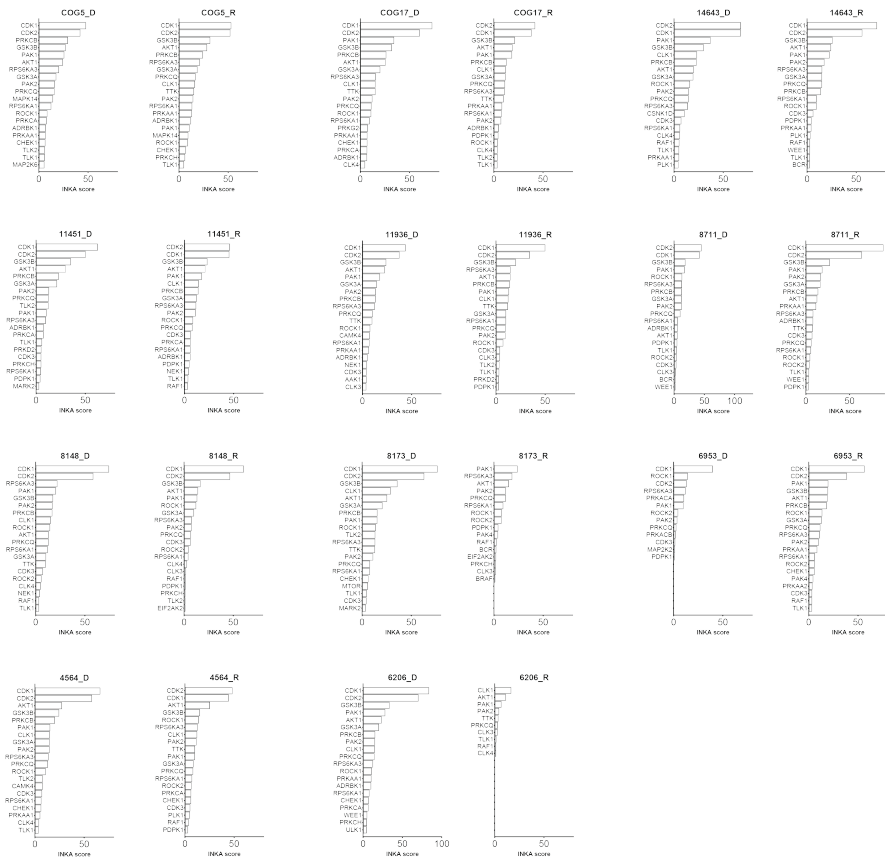 COG5_D
CDK1
CDK2
PRKCB
GSK3B
PAK1
AKT1
RPS6KA3
GSK3A
PAK2
PRKCQ
MAPK14
RPS6KA1
ROCK1
PRKCA
ADRBK1
PRKAA1
CHEK1
TLK2
TLK1
MAP2K6
0 50
INKA score
COG5_R
CDK1
CDK2
GSK3B
AKT1
PRKCB
RPS6KA3
GSK3A
PRKCQ
CLK1
TTK
PAK2
RPS6KA1
PRKAA1
ADRBK1
PAK1
MAPK14
ROCK1
CHEK1
PRKCH
TLK1
0 50
INKA score
COG17_D
CDK1
CDK2
PAK1
GSK3B
PRKCB
AKT1
GSK3A
RPS6KA3
CLK1
TTK
PAK2
PRKCQ
ROCK1
RPS6KA1
PRKG2
PRKAA1
CHEK1
PRKCA
ADRBK1
CLK4
0 50
INKA score
COG17_R
CDK2
CDK1
GSK3B
PAK1
AKT1
PRKCB
CLK1
GSK3A
PRKCQ
RPS6KA3
TTK
PRKAA1
RPS6KA1
PAK2
ADRBK1
PDPK1
ROCK1
CLK4
TLK2
TLK1
0 50
INKA score
14643_D
CDK2
CDK1
PAK1
GSK3B
CLK1
PRKCB
AKT1
GSK3A
ROCK1
PAK2
PRKCQ
RPS6KA3
CSNK1D
CDK3
RPS6KA1
CLK4
RAF1
TLK1
PRKAA1
PLK1
0 50
INKA score
14643_R
CDK1
CDK2
GSK3B
AKT1
PAK1
PAK2
RPS6KA3
GSK3A
PRKCQ
PRKCB
RPS6KA1
ROCK1
CDK3
PDPK1
PRKAA1
PLK1
RAF1
WEE1
TLK1
BCR
0 50
INKA score
11451_D
CDK1
CDK2
GSK3B
AKT1
PRKCB
GSK3A
PAK2
PRKCQ
TLK2
PAK1
RPS6KA3
ADRBK1
PRKCA
TLK1
PRKD2
CDK3
PRKCH
RPS6KA1
PDPK1
MARK2
0 50
INKA score
11451_R
CDK2
CDK1
GSK3B
AKT1
PAK1
CLK1
PRKCB
GSK3A
RPS6KA3
PAK2
ROCK1
PRKCQ
CDK3
PRKCA
RPS6KA1
ADRBK1
PDPK1
NEK1
TLK1
RAF1
0 50
INKA score
11936_D
CDK1
CDK2
GSK3B
AKT1
PAK1
GSK3A
PAK2
PRKCB
RPS6KA3
PRKCQ
TTK
ROCK1
CAMK4
RPS6KA1
PRKAA1
ADRBK1
NEK1
CDK3
AAK1
CLK3
0 50
INKA score
11936_R
CDK1
CDK2
GSK3B
RPS6KA3
AKT1
PRKCB
PAK1
CLK1
TTK
GSK3A
RPS6KA1
PRKCQ
PAK2
ROCK1
CDK3
CLK3
TLK2
TLK1
PRKD2
PDPK1
0 50
INKA score
8711_D
CDK2
CDK1
GSK3B
PAK1
ROCK1
RPS6KA3
PRKCB
GSK3A
PAK2
PRKCQ
RPS6KA1
ADRBK1
AKT1
PDPK1
TLK1
ROCK2
CDK3
CLK3
BCR
WEE1
0 50 100
INKA score
8711_R
CDK1
CDK2
GSK3B
PAK1
PAK2
GSK3A
PRKCB
AKT1
PRKAA1
RPS6KA3
ADRBK1
TTK
CDK3
PRKCQ
RPS6KA1
ROCK1
ROCK2
TLK1
WEE1
PDPK1
0 50
INKA score
8148_D
CDK1
CDK2
RPS6KA3
PAK1
GSK3B
PAK2
PRKCB
CLK1
ROCK1
AKT1
PRKCQ
RPS6KA1
GSK3A
TTK
CDK3
ROCK2
CLK4
NEK1
RAF1
TLK1
0 50
INKA score
8148_R
CDK1
CDK2
GSK3B
AKT1
PAK1
ROCK1
GSK3A
RPS6KA3
PAK2
PRKCQ
CDK3
ROCK2
RPS6KA1
CLK4
CLK3
RAF1
PDPK1
PRKCH
TLK2
EIF2AK2
0 50
INKA score
8173_D
CDK1
CDK2
GSK3B
CLK1
AKT1
GSK3A
PRKCB
PAK1
ROCK1
TLK2
RPS6KA3
TTK
PAK2
PRKCQ
RPS6KA1
CHEK1
MTOR
TLK1
CDK3
MARK2
0 50
INKA score
8173_R
PAK1
RPS6KA3
AKT1
PAK2
PRKCQ
RPS6KA1
ROCK1
ROCK2
PDPK1
PAK4
RAF1
BCR
EIF2AK2
PRKCH
CLK3
BRAF
0 50
INKA score
6953_D
CDK1
ROCK1
CDK2
RPS6KA3
PRKACA
PAK1
ROCK2
PAK2
PRKCQ
PRKACB
CDK3
MAP2K2
PDPK1
0 50
INKA score
6953_R
CDK1
CDK2
PAK1
GSK3B
AKT1
PRKCB
ROCK1
GSK3A
PRKCQ
RPS6KA3
PAK2
PRKAA1
RPS6KA1
ROCK2
CHEK1
PAK4
PRKAA2
CDK3
RAF1
TLK1
0 50
INKA score
4564_D
CDK1
CDK2
AKT1
GSK3B
PRKCB
PAK1
CLK1
GSK3A
PAK2
RPS6KA3
PRKCQ
ROCK1
TLK2
CAMK4
CDK3
RPS6KA1
CHEK1
PRKAA1
CLK4
TLK1
0 50
INKA score
4564_R
CDK2
CDK1
AKT1
GSK3B
ROCK1
RPS6KA3
CLK1
PAK2
TTK
PAK1
GSK3A
PRKCQ
RPS6KA1
ROCK2
PRKCA
CHEK1
CDK3
PLK1
RAF1
PDPK1
0 50
INKA score
6206_D
CDK1
CDK2
GSK3B
PAK1
AKT1
GSK3A
PRKCB
PAK2
CLK1
PRKCQ
RPS6KA3
ROCK1
PRKAA1
ADRBK1
RPS6KA1
CHEK1
PRKCA
WEE1
PRKCH
ULK1
0 50 100
INKA score
6206_R
CLK1
AKT1
PAK1
PAK2
TTK
PRKCQ
CLK3
TLK1
RAF1
CLK4
0 50
INKA score